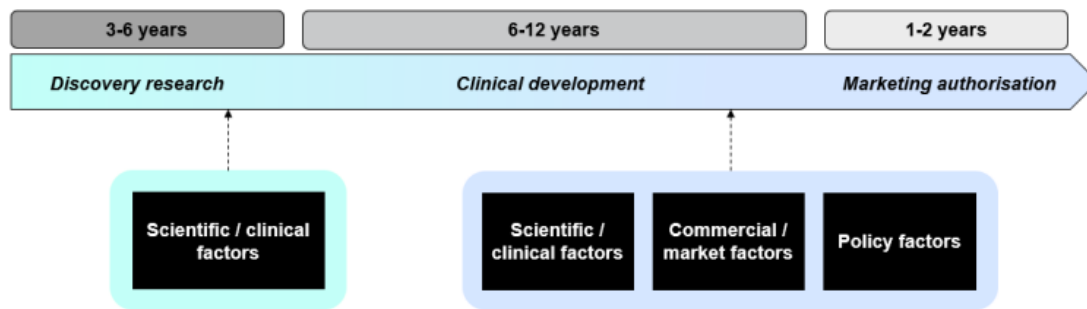 3-6 years
6-12 years
1-2 years
Discovery research
Clinical development
Marketing authorisation
Scientific / clinical
factors
Scientific /
clinical factors
Commercial /
market factors
Policy factors